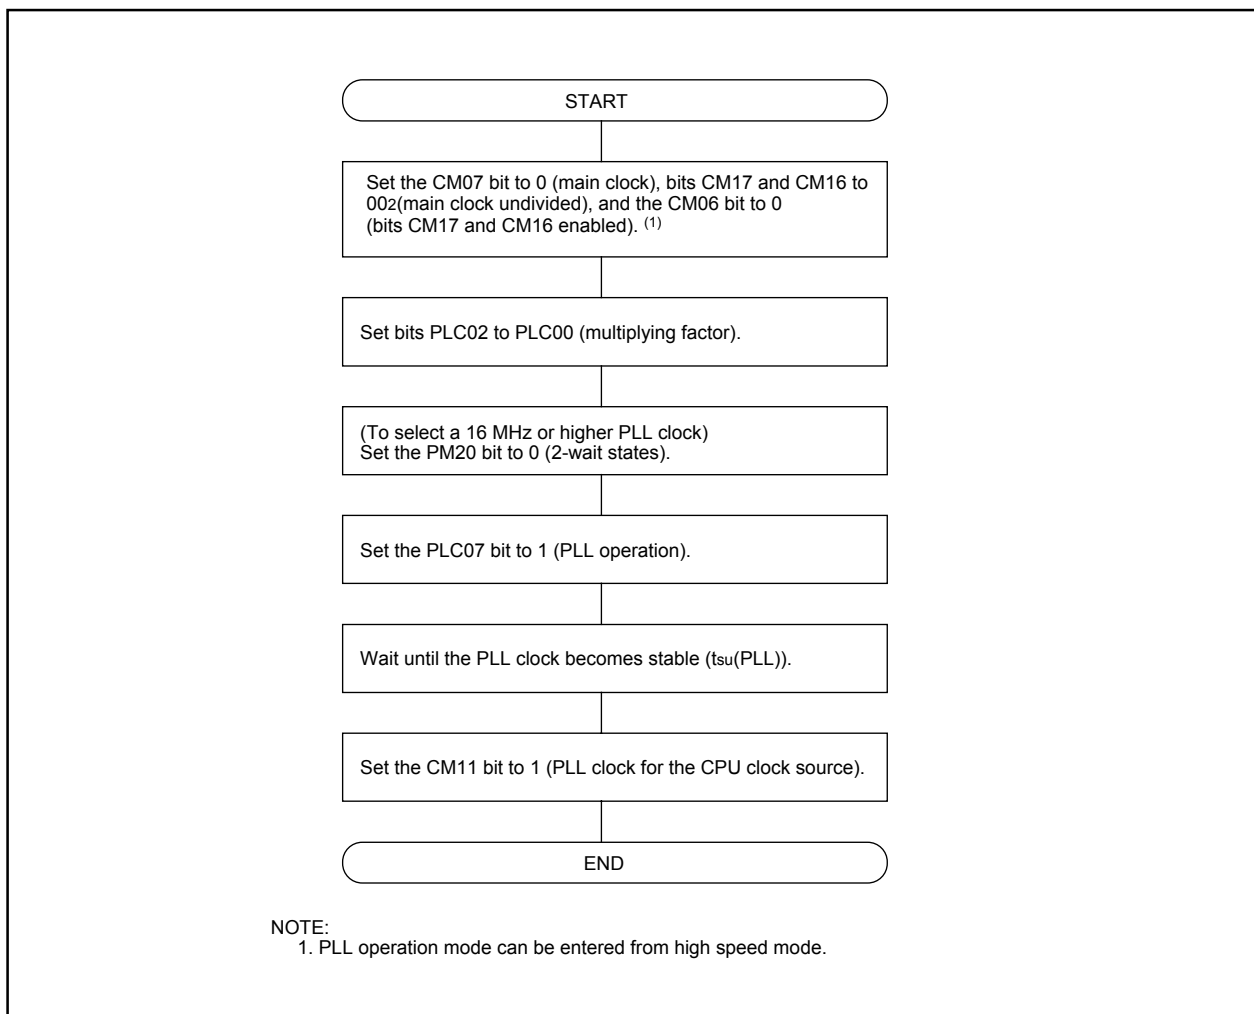 START
Set the CM07 bit to 0 (main clock), bits CM17 and CM16 to
002(main clock undivided), and the CM06 bit to 0
(bits CM17 and CM16 enabled). (1)
Set bits PLC02 to PLC00 (multiplying factor).
(To select a 16 MHz or higher PLL clock)
Set the PM20 bit to 0 (2-wait states).
Set the PLC07 bit to 1 (PLL operation).
Wait until the PLL clock becomes stable (tsu(PLL)).
Set the CM11 bit to 1 (PLL clock for the CPU clock source).
END
NOTE:
1. PLL operation mode can be entered from high speed mode.